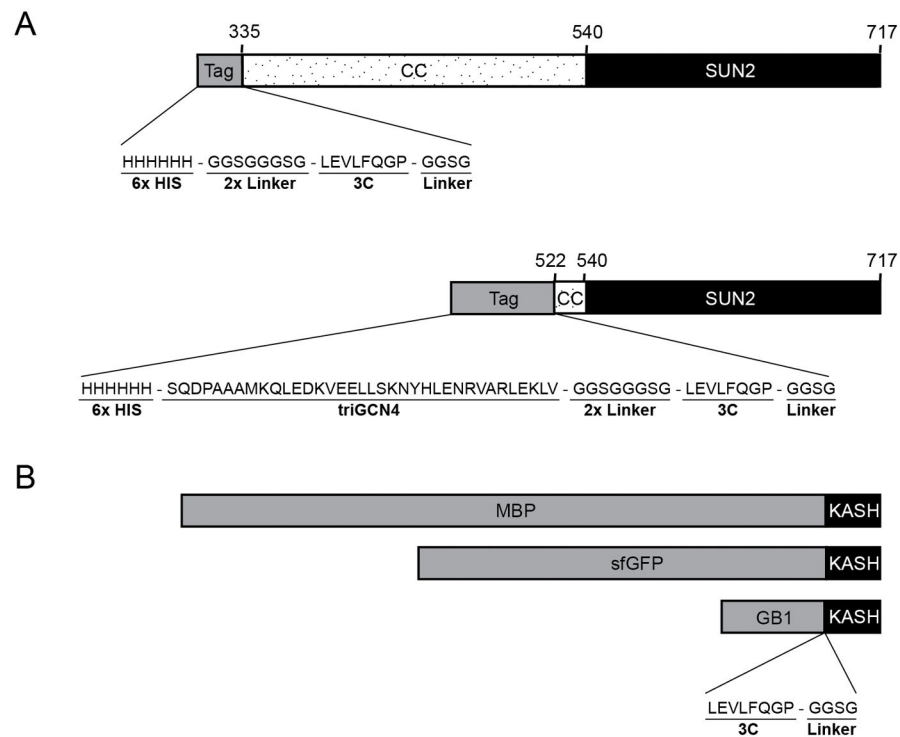 A
335 540 717
Tag CC SUN2
HHHHHH - GGSGGGSG - LEVLFQGP - GGSG
6x HIS 2x Linker 3C Linker
522 540 717
Tag CC SUN2
HHHHHH - SQDPAAAMKQLEDKVEELLSKNYHLENRVARLEKLV - GGSGGGSG - LEVLFQGP - GGSG
6x HIS triGCN4 2x Linker 3C Linker
B
MBP KASH
sfGFP KASH
GB1 KASH
LEVLFQGP - GGSG
3C Linker